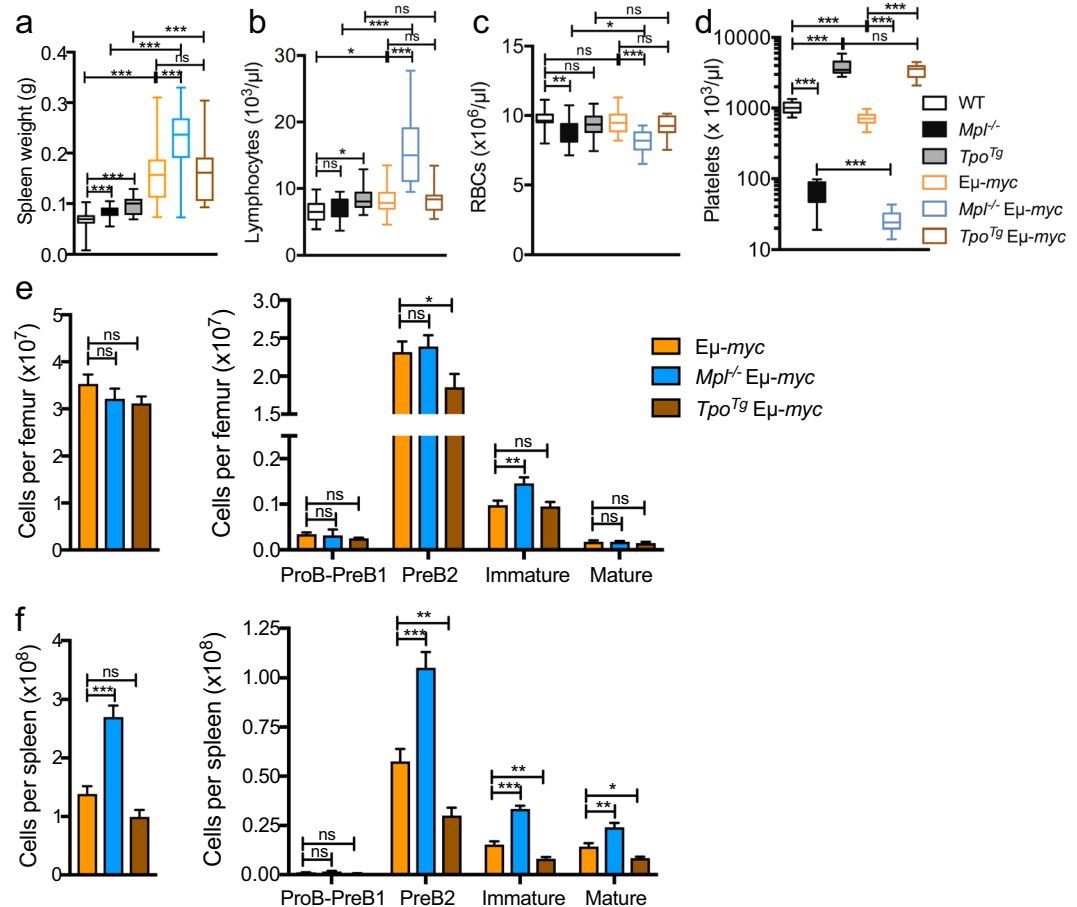 a
Spleen weight (g)
0.4
0.3
0.2
0.1
0.0
***
***
***
***
***
***
ns
b
Lymphocytes (10³/µl)
30
20
10
0
ns
***
ns
*
***
*
ns
c
RBCs (x10⁶/µl)
15
10
5
0
ns
*
ns
ns
***
ns
**
d
Platelets (x 10³/µl)
10000
1000
100
10
***
***
***
***
ns
***
***
WT
Mpl-/-
TpoTg
Eµ-myc
Mpl-/- Eµ-myc
TpoTg Eµ-myc
e
Cells per femur (x10⁷)
5
4
3
3
1
0
ns
ns
Cells per femur (x10⁷)
3.0
2.5
2.0
1.5
0.2
0.1
0.0
ns
ns
*
ns
ns
**
ns
ns
ProB-PreB1
PreB2
Immature
Mature
Eµ-myc
Mpl-/- Eµ-myc
TpoTg Eµ-myc
f
Cells per spleen (x10⁸)
4
3
2
1
0
ns
***
Cells per spleen (x10⁸)
1.25
1.00
0.75
0.50
0.25
0.00
ns
ns
**
***
**
***
*
**
ProB-PreB1
PreB2
Immature
Mature